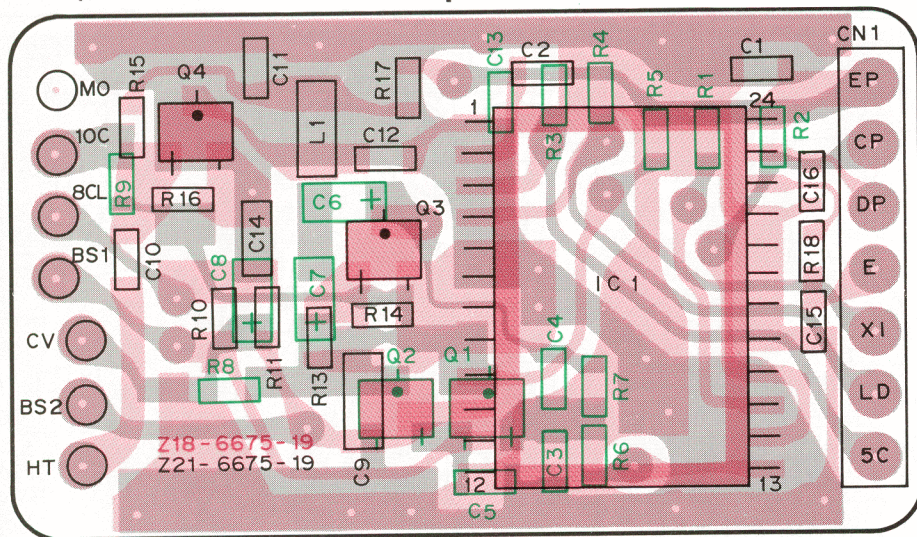 CN1
MO
R15
Q4
C11
R17
C13
C2
R4
C1
EP
1
24
10C
L1
C12
R3
R5
R1
R2
CP
8CL
R9
R16
C6
Q3
C16
DP
BS1
C10
C8
C14
C7
IC1
R18
E
CV
R10
R11
R13
R14
C15
X1
R8
Q2
Q1
C4
R7
LD
BS2
Z18-6675-19
C9
C3
R6
5C
HT
Z21-6675-19
12
13
C5